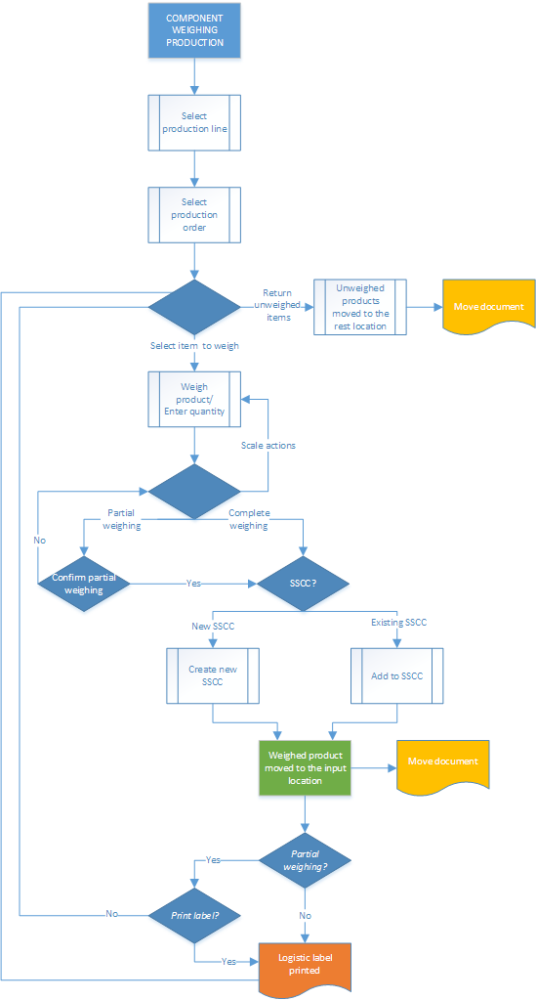 COMPONENT
WEIGHING
PRODUCTION
Select
production line
Select
production
order
Return
unweighed
items
Unweighed
products
moved to the
rest location
Move document
Select item to weigh
Weigh
product/
Enter quantity
Scale actions
Partial
weighing
Complete
weighing
No
Confirm partial
weighing
Yes
SSCC?
New SSCC
Existing SSCC
Create new
SSCC
Add to SSCC
Weighed product
moved to the input
location
Move document
Partial
weighing?
Yes
Print label?
No
No
Yes
Logistic label
printed